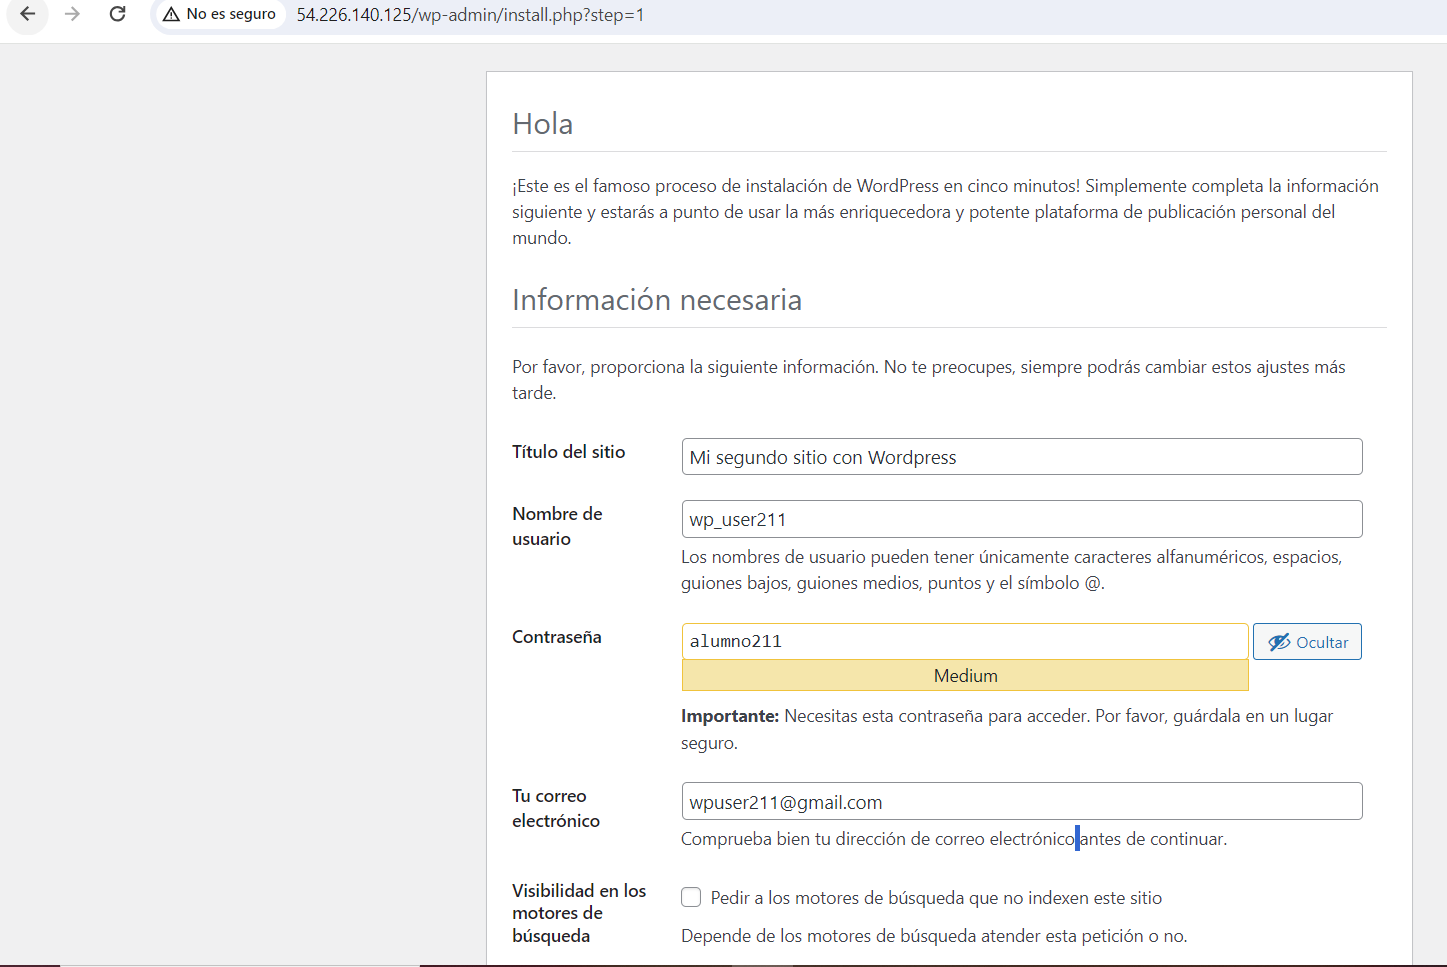 No es seguro 54.226.140.125/wp-admin/install.php?step=1
Hola
¡Este es el famoso proceso de instalación de WordPress en cinco minutos! Simplemente completa la información
siguiente y estarás a punto de usar la más enriquecedora y potente plataforma de publicación personal del
mundo.
Información necesaria
Por favor, proporciona la siguiente información. No te preocupes, siempre podrás cambiar estos ajustes más
tarde.
Título del sitio
Mi segundo sitio con Wordpress
Nombre de
usuario
wp_user211
Los nombres de usuario pueden tener únicamente caracteres alfanuméricos, espacios,
guiones bajos, guiones medios, puntos y el símbolo @.
Contraseña
alumno211
Ocultar
Medium
Importante: Necesitas esta contraseña para acceder. Por favor, guárdala en un lugar
seguro.
Tu correo
electrónico
wpuser211@gmail.com
Comprueba bien tu dirección de correo electrónico antes de continuar.
Visibilidad en los
motores de
búsqueda
Pedir a los motores de búsqueda que no indexen este sitio
Depende de los motores de búsqueda atender esta petición o no.